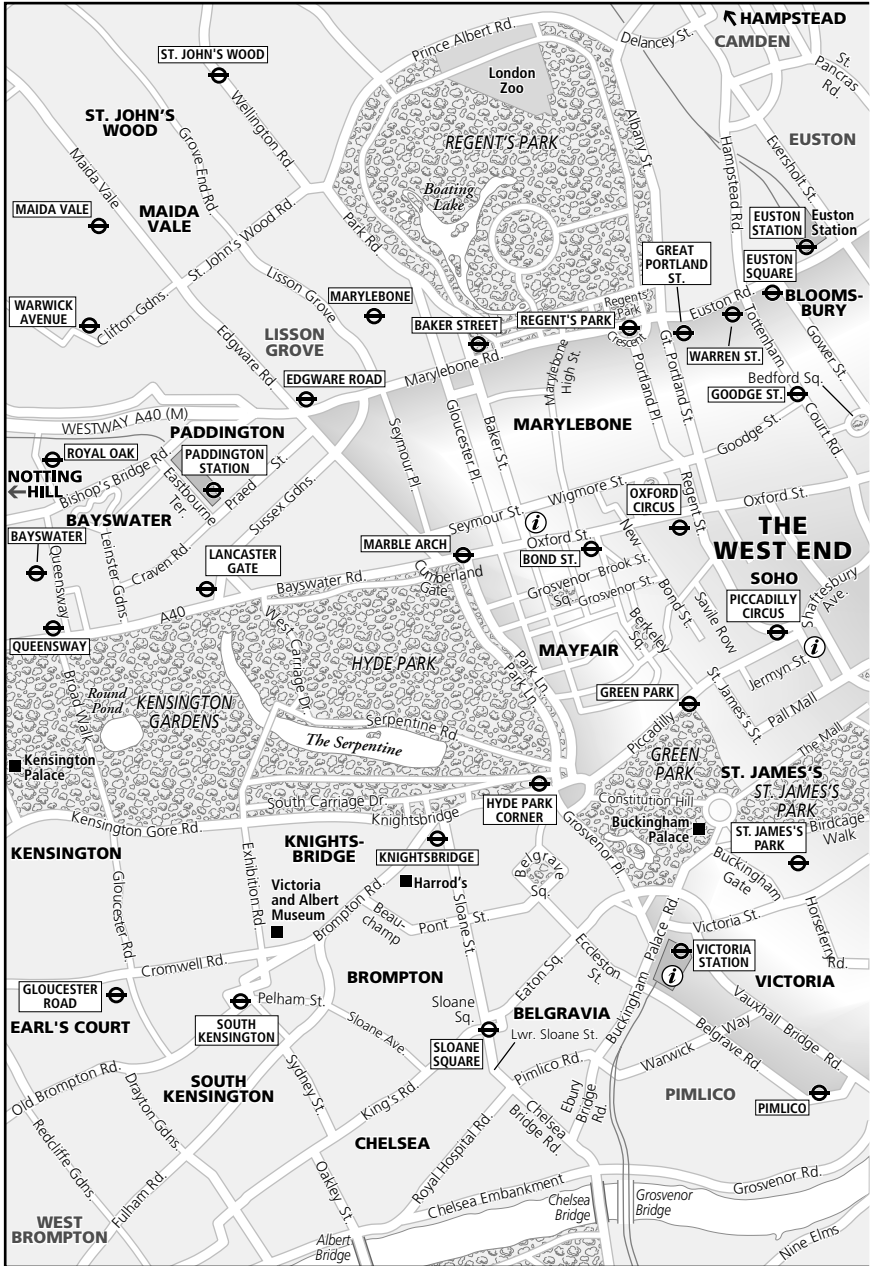 HAMPSTEAD
CAMDEN
Delancey St.
St. Pancras Rd.
Prince Albert Rd.
ST. JOHN'S WOOD
London
Zoo
ST. JOHN'S
WOOD
Wellington Rd.
Grove-End Rd.
REGENT'S PARK
Albany St.
EUSTON
Maida Vale
Hampstead Rd.
Eversholt St.
Boating
Lake
MAIDA VALE
MAIDA
VALE
St. John's Wood Rd.
Park Rd.
EUSTON
STATION
Euston
Station
GREAT
PORTLAND
ST.
EUSTON
SQUARE
WARWICK
AVENUE
Clifton Gdns.
Lisson Grove
MARYLEBONE
BAKER STREET
REGENT'S PARK
Regents'
Park
Crescent
Euston Rd.
BLOOMS-
BURY
LISSON
GROVE
Edgware Rd.
WARREN ST.
Tottenham
Court Rd
Gower St.
Marylebone Rd.
Marylebone
High St.
Portland Pl.
Gt. Portland St.
Bedford Sq.
GOODGE ST.
EDGWARE ROAD
WESTWAY A40 (M)
PADDINGTON
MARYLEBONE
Goodge St.
Gloucester Pl.
Baker St.
Seymour Pl.
ROYAL OAK
PADDINGTON
STATION
NOTTING
HILL
Bishop's Bridge Rd.
Eastbourne
Ter.
Praed St.
Sussex Gdns.
Wigmore St.
OXFORD
CIRCUS
Regent St.
Oxford St.
BAYSWATER
Seymour St.
i
Oxford St.
New
Bond St.
THE
WEST END
BAYSWATER
Queensway
Leinster Gdns.
Craven Rd.
LANCASTER
GATE
MARBLE ARCH
BOND ST.
Bayswater Rd.
Cumberland
Gate
Grosvenor
Sq.
Brook St.
Grosvenor St.
SOHO
PICCADILLY
CIRCUS
Shaftesbury
Ave.
A40
QUEENSWAY
West Carriage Dr.
Berkeley
Sq.
Savile Row
HYDE PARK
Park Ln.
Park Ln.
MAYFAIR
i
Jermyn St.
Broad Walk
Round
Pond
KENSINGTON
GARDENS
GREEN PARK
St. James's St.
Pall Mall
Serpentine Rd.
The Serpentine
Piccadilly
The Mall
Kensington
Palace
GREEN
PARK
ST. JAMES'S
ST. JAMES'S
PARK
South Carriage Dr.
HYDE PARK
CORNER
Constitution Hill
Birdcage
Walk
Kensington Gore Rd.
Knightsbridge
Grosvenor Pl.
Buckingham
Palace
ST. JAMES'S
PARK
KENSINGTON
KNIGHTS-
BRIDGE
KNIGHTSBRIDGE
Belgrave
Sq.
Buckingham
Gate
Gloucester Rd.
Exhibition Rd.
Victoria
and Albert
Museum
Harrod's
Brompton Rd.
Beau-
champ
Pont St.
Sloane St.
Victoria St.
Horseferry
Rd.
Cromwell Rd.
Eaton Sq.
Eccleston
St.
Buckingham Palace Rd.
VICTORIA
STATION
i
VICTORIA
BROMPTON
GLOUCESTER
ROAD
EARL'S COURT
Pelham St.
SOUTH
KENSINGTON
Sloane
Sq.
BELGRAVIA
Lwr. Sloane St.
SLOANE
SQUARE
Sloane Ave.
Vauxhall Bridge Rd.
Belgrave Rd.
Warwick Way
Old Brompton Rd.
SOUTH
KENSINGTON
Sydney St.
Pimlico Rd.
PIMLICO
PIMLICO
Drayton Gdns.
King's Rd.
Ebury
Bridge
Rd.
Redcliffe Gdns.
CHELSEA
Chelsea
Bridge Rd.
Royal Hospital Rd.
Oakley St.
Fulham Rd.
Chelsea Embankment
Grosvenor Rd.
WEST
BROMPTON
Albert
Bridge
Chelsea
Bridge
Grosvenor
Bridge
Nine Elms